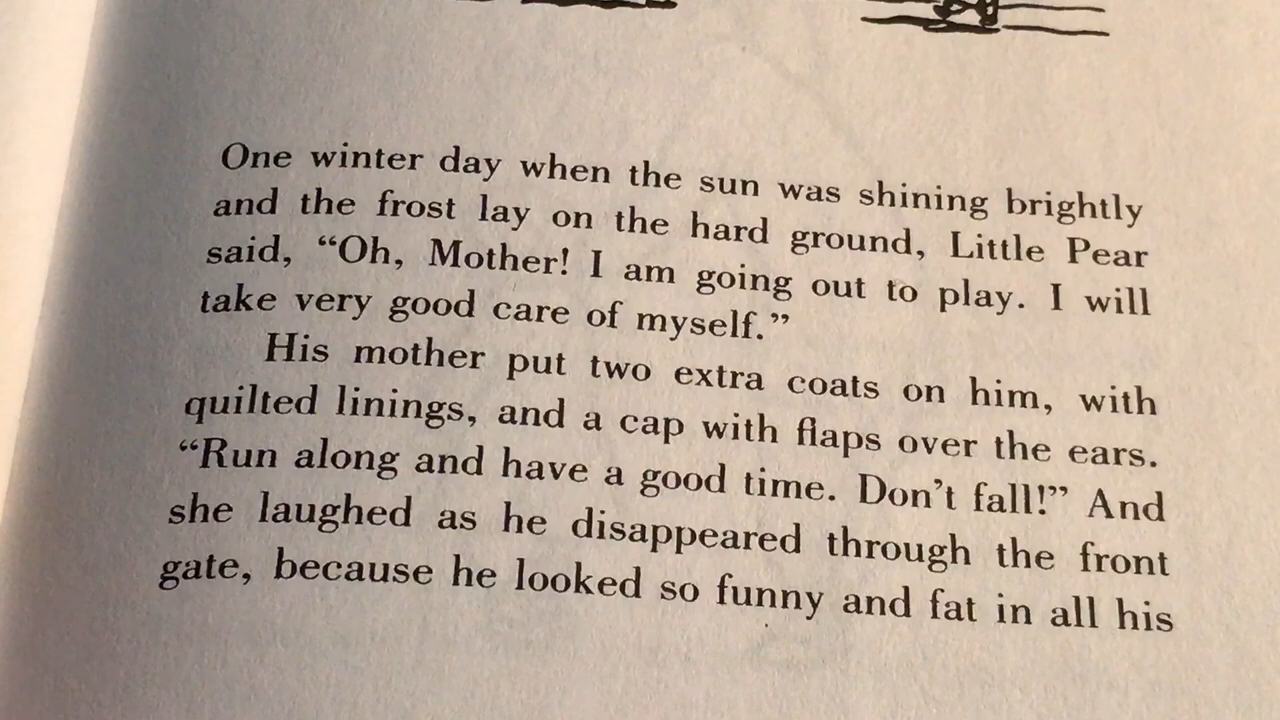 One winter day when the sun was shining brightly
and the frost lay on the hard ground, Little Pear
said, “Oh, Mother! I am going out to play. I will
take very good care of myself.”
His mother put two extra coats on him, with
quilted linings, and a cap with flaps over the ears.
“Run along and have a good time. Don’t fall!” And
she laughed as he disappeared through the front
gate, because he looked so funny and fat in all his